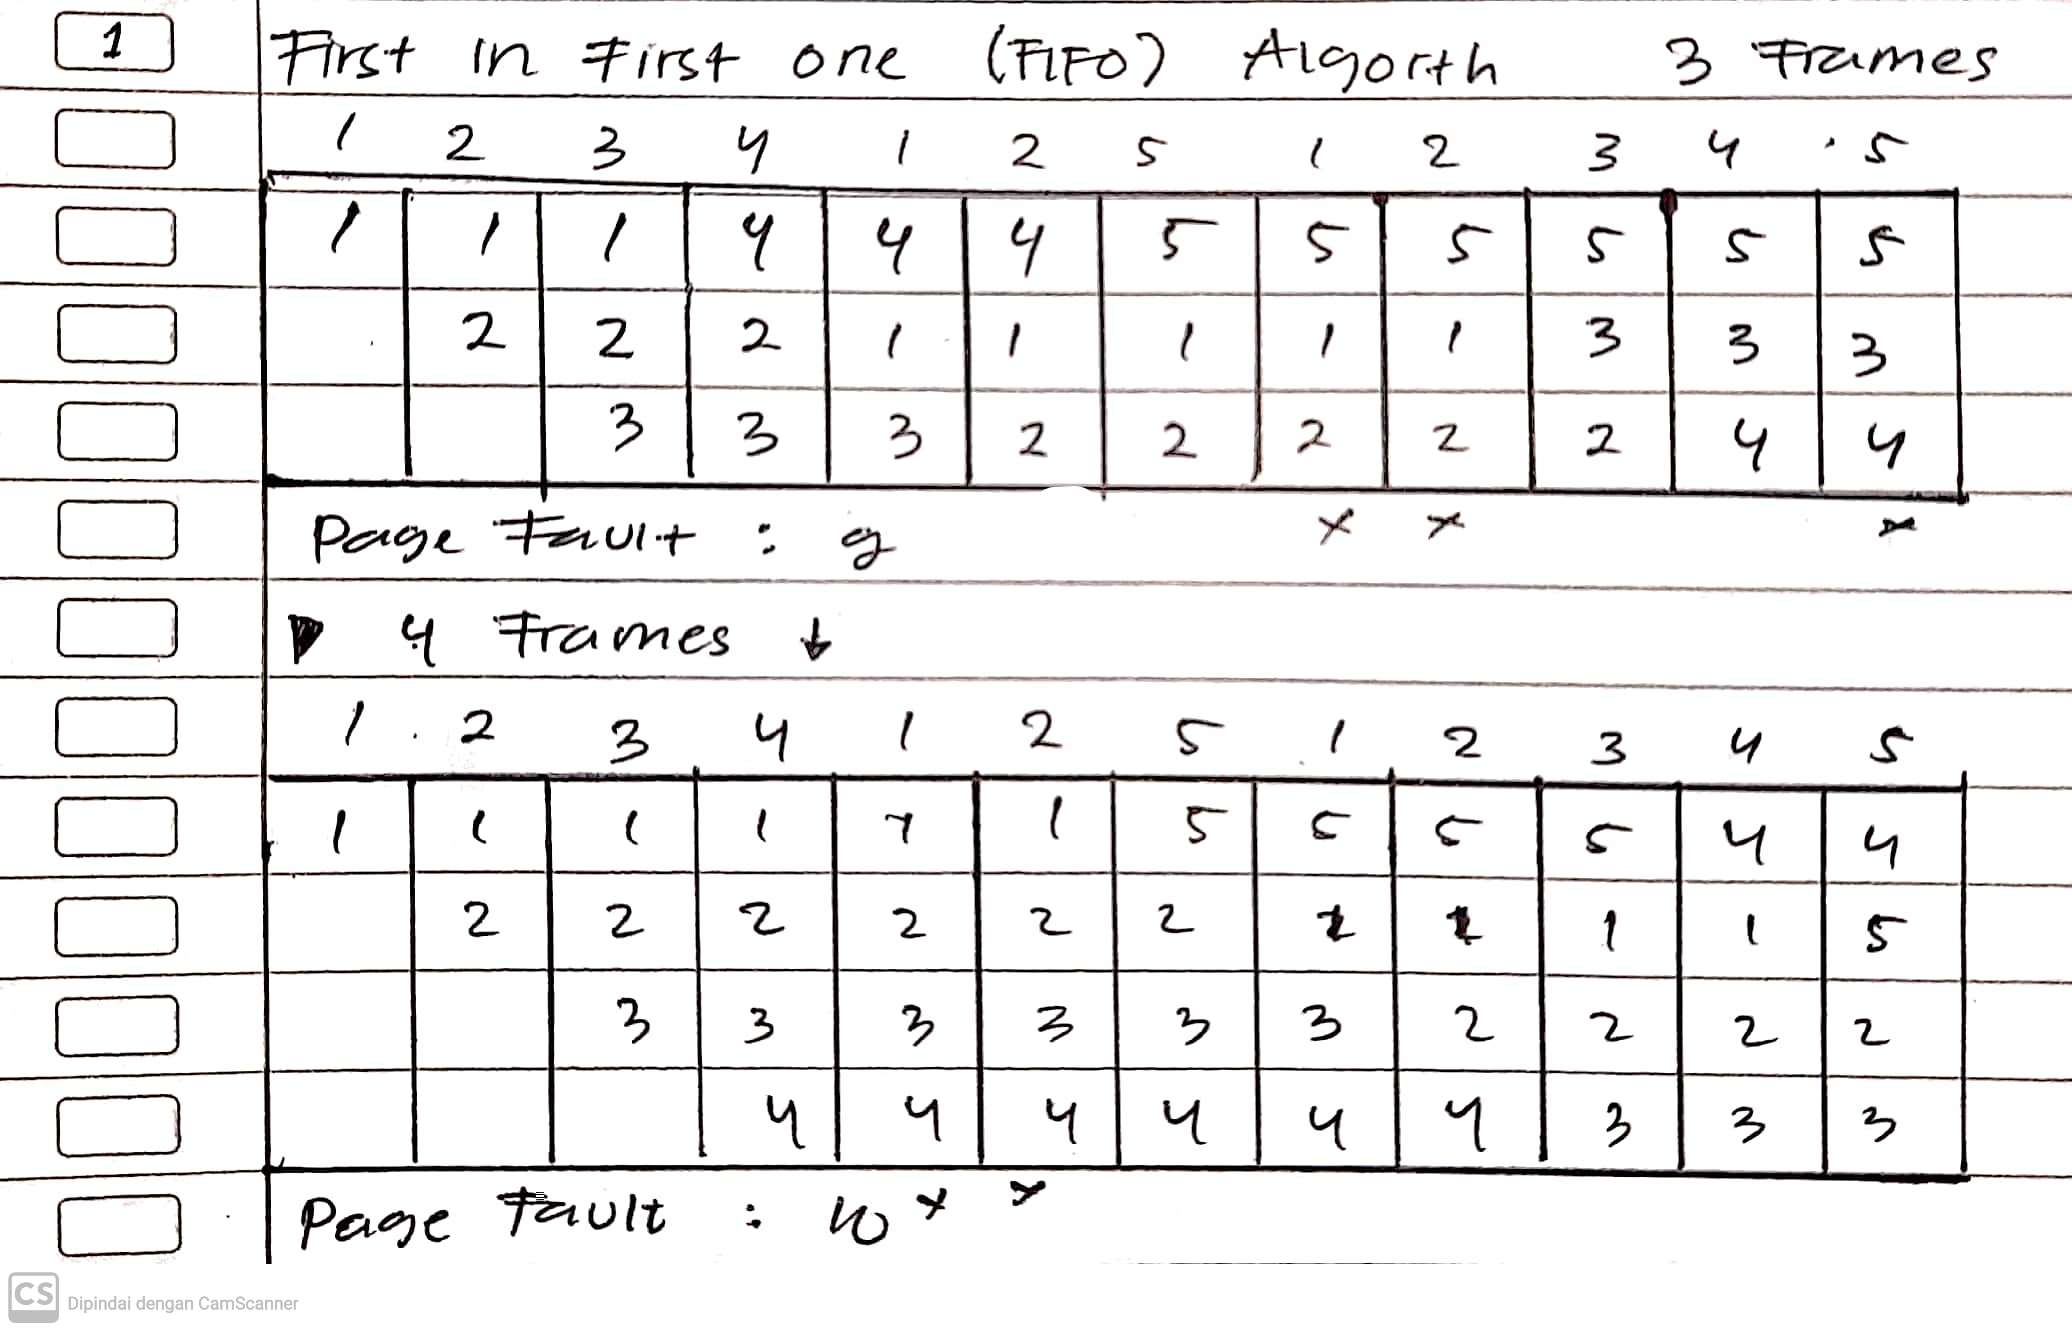 1
First in First one (FIFO) Algorth 3 Frames
1 2 3 4 1 2 5 1 2 3 4 5
1 1 1 4 4 4 5 5 5 5 5 5
2 2 2 1 1 1 1 1 3 3 3
3 3 3 2 2 2 2 2 4 4
Page Fault : 9 x x x
4 Frames ↓
1 2 3 4 1 2 5 1 2 3 4 5
1 1 1 1 1 1 5 5 5 5 4 4
2 2 2 2 2 2 1 1 1 1 5
3 3 3 3 3 3 2 2 2 2
4 4 4 4 4 4 3 3 3
Page Fault : 10 x x
CS Dipindai dengan CamScanner